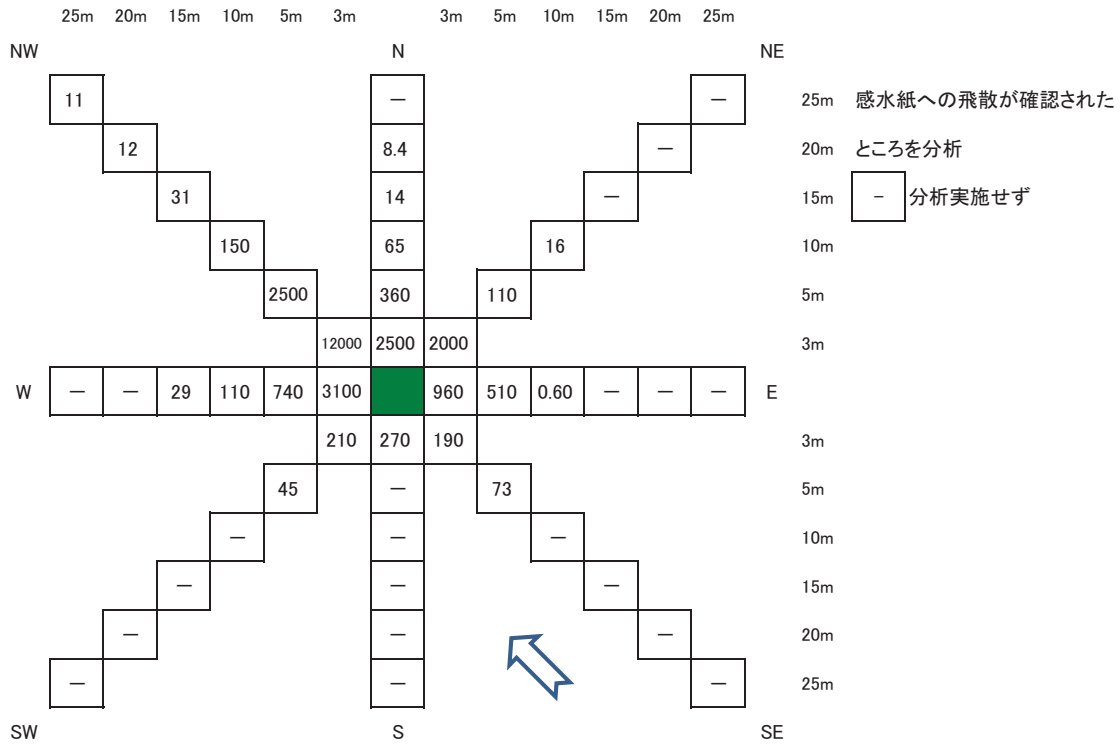 25m 20m 15m 10m 5m 3m 3m 5m 10m 15m 20m 25m
NW N NE
11 － － 25m 感水紙への飛散が確認された
12 8.4 － 20m ところを分析
31 14 － 15m － 分析実施せず
150 65 16 10m
2500 360 110 5m
12000 2500 2000 3m
W － － 29 110 740 3100 960 510 0.60 － － － E
210 270 190 3m
45 － 73 5m
－ － － 10m
－ － － 15m
－ － － 20m
－ － － 25m
SW S SE